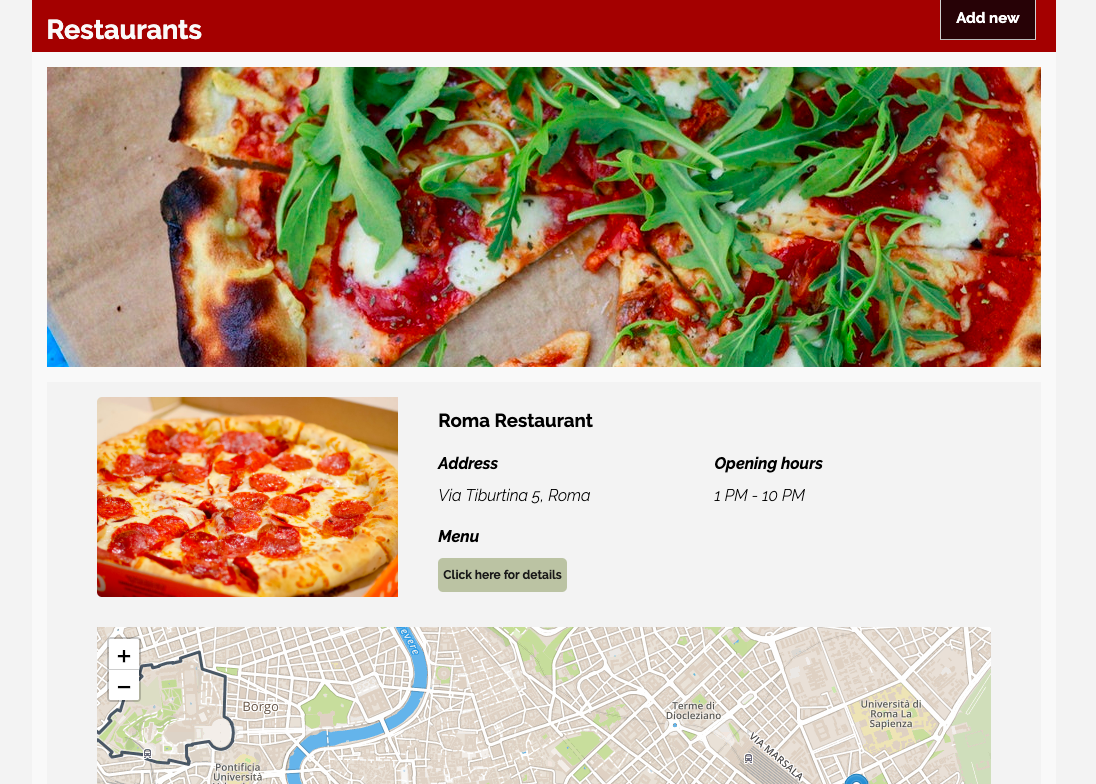 Restaurants
Add new
Roma Restaurant
Address
Opening hours
Via Tiburtina 5, Roma
1 PM - 10 PM
Menu
Click here for details
evere
+
−
Borgo
Terme di
Diocleziano
Università di
Roma La
Sapienza
VIA MARSALA
Pontificia
Università